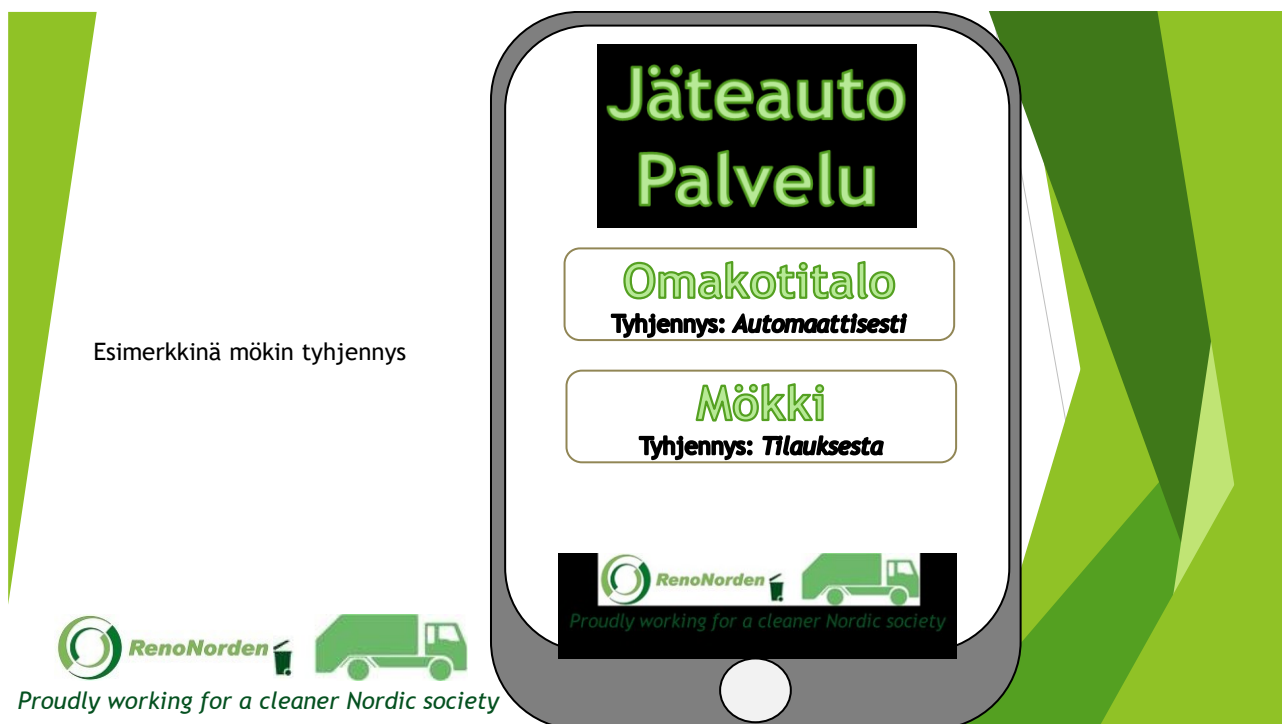 Jäteauto
Palvelu
Omakotitalo
Tyhjennys: Automaattisesti
Esimerkkinä mökin tyhjennys
Mökki
Tyhjennys: Tilauksesta
RenoNorden
Proudly working for a cleaner Nordic society
RenoNorden
Proudly working for a cleaner Nordic society